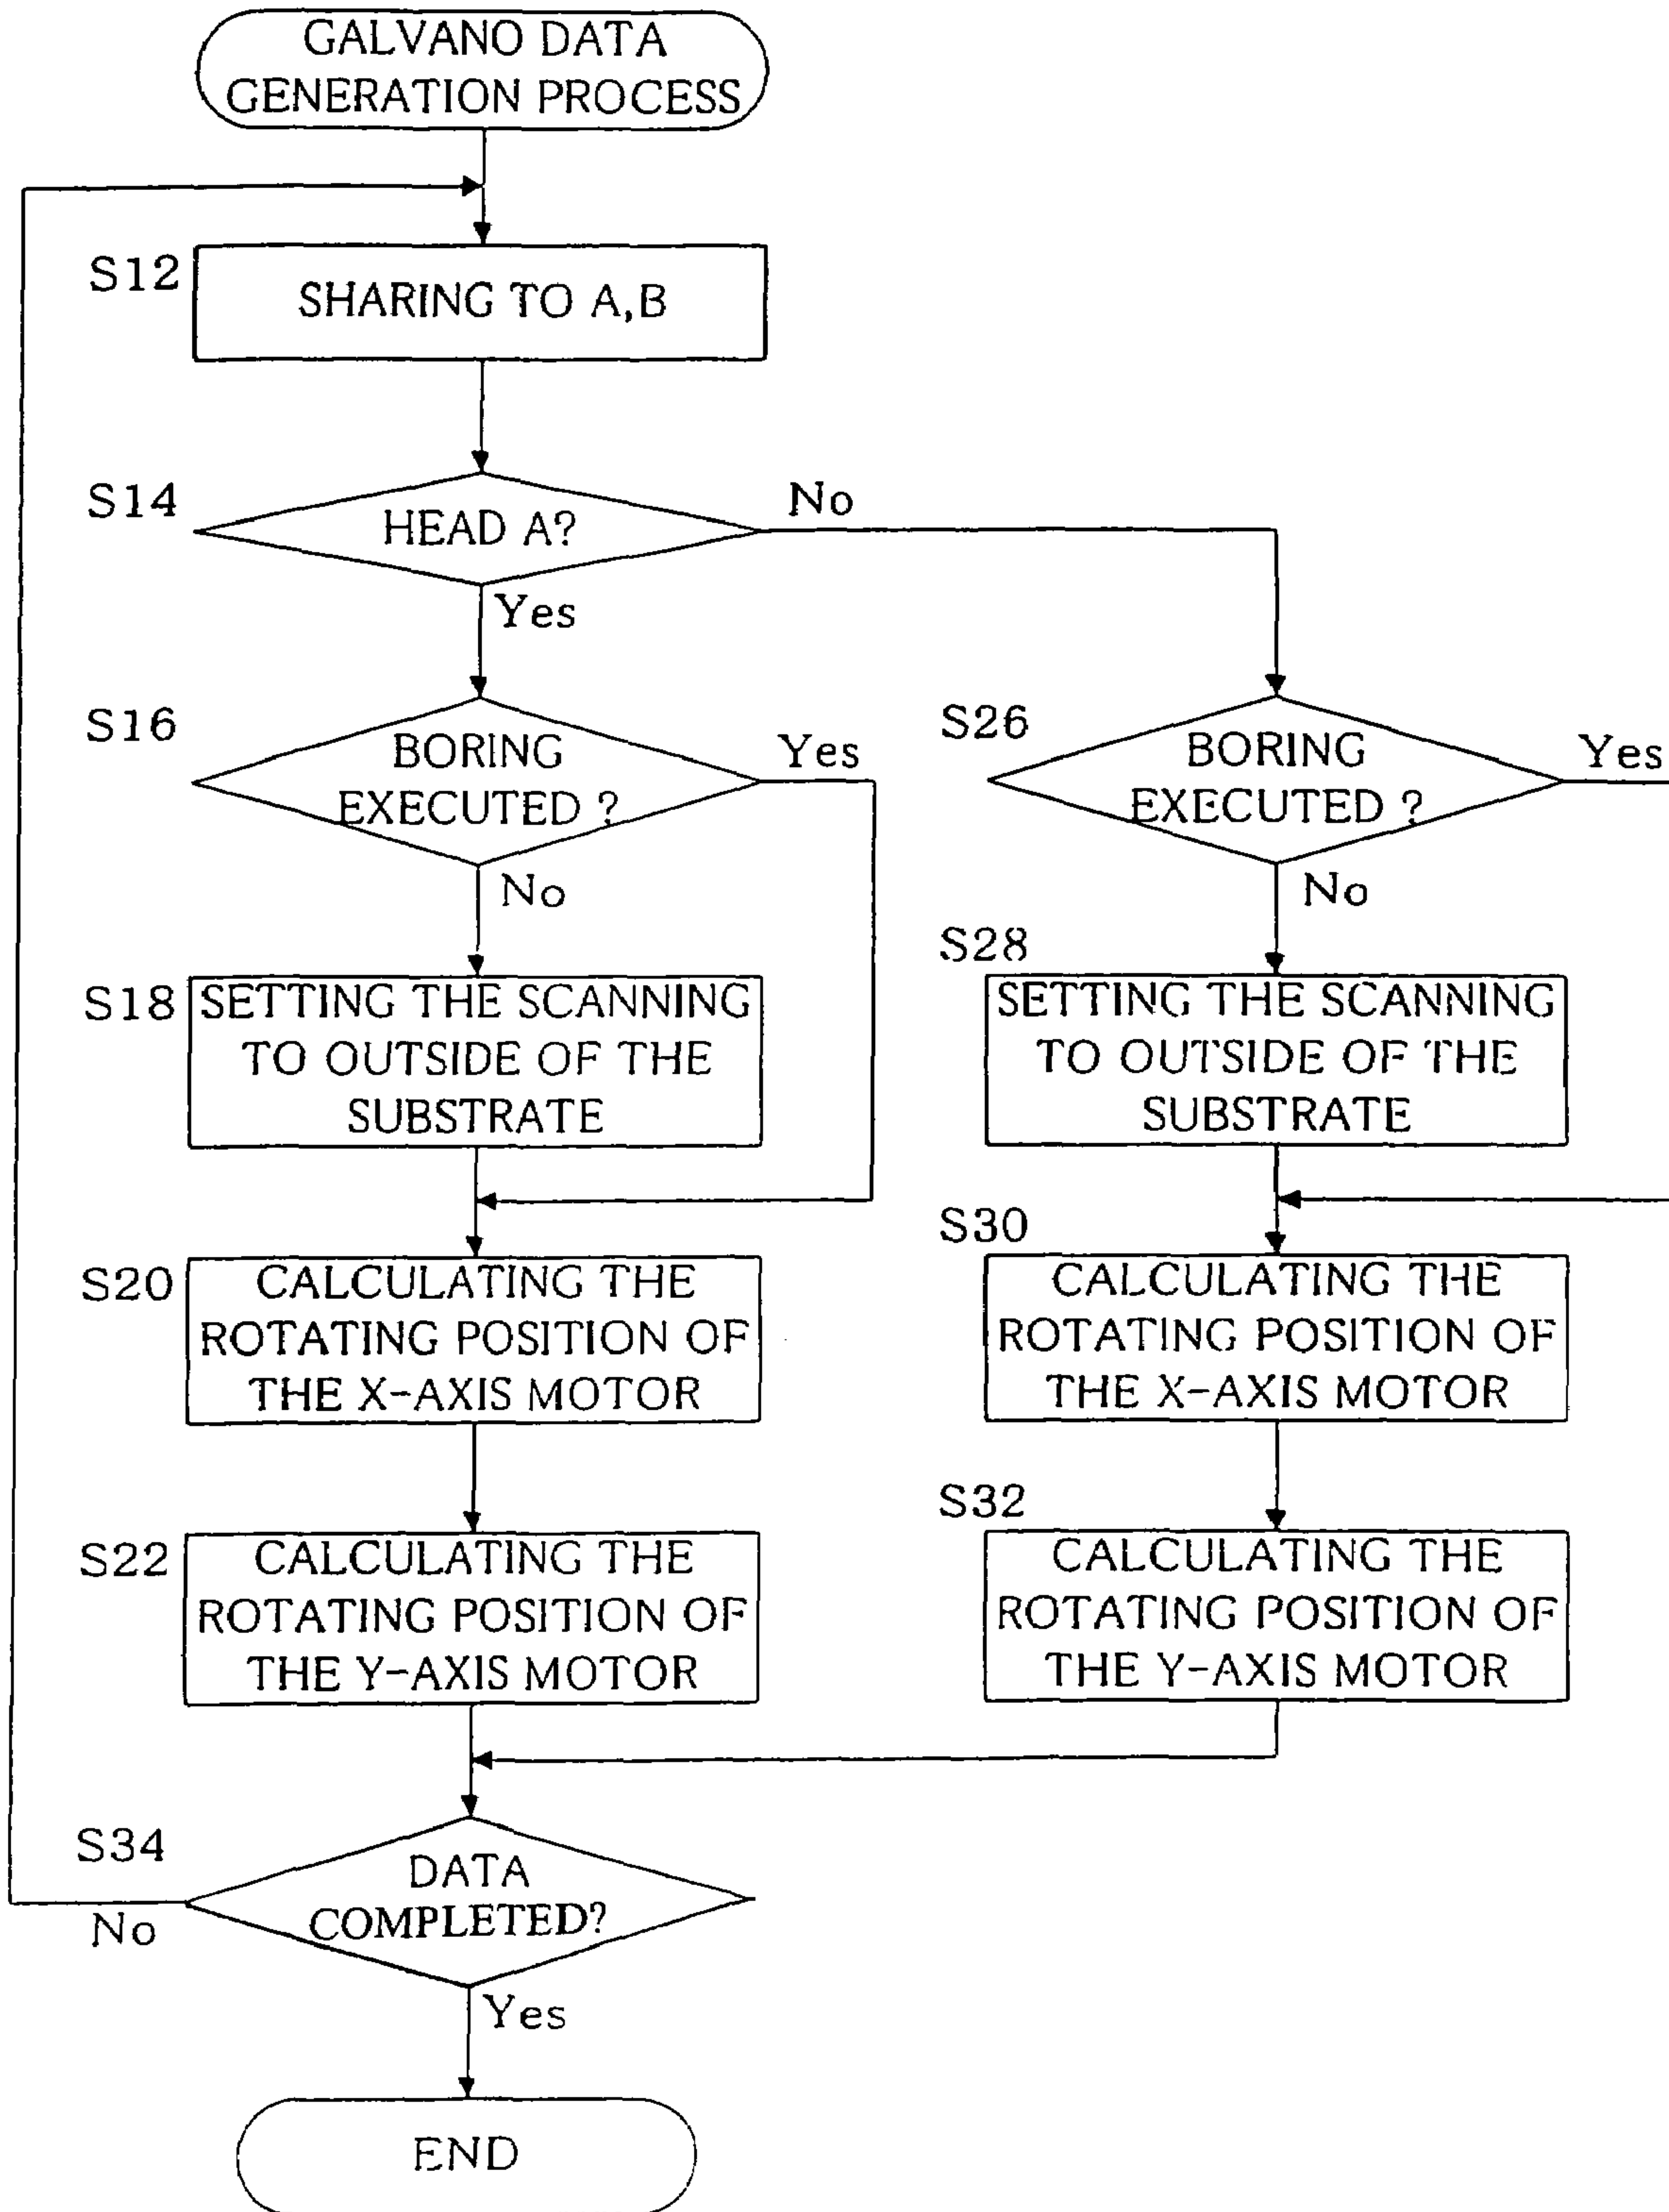 GALVANO DATA
GENERATION PROCESS
S12
SHARING TO A,B
S14
HEAD A?
No
Yes
S16
BORING
EXECUTED ?
Yes
No
S26
BORING
EXECUTED ?
Yes
No
S18
SETTING THE SCANNING
TO OUTSIDE OF THE
SUBSTRATE
S28
SETTING THE SCANNING
TO OUTSIDE OF THE
SUBSTRATE
S20
CALCULATING THE
ROTATING POSITION OF
THE X-AXIS MOTOR
S30
CALCULATING THE
ROTATING POSITION OF
THE X-AXIS MOTOR
S22
CALCULATING THE
ROTATING POSITION OF
THE Y-AXIS MOTOR
S32
CALCULATING THE
ROTATING POSITION OF
THE Y-AXIS MOTOR
S34
DATA
COMPLETED?
No
Yes
END